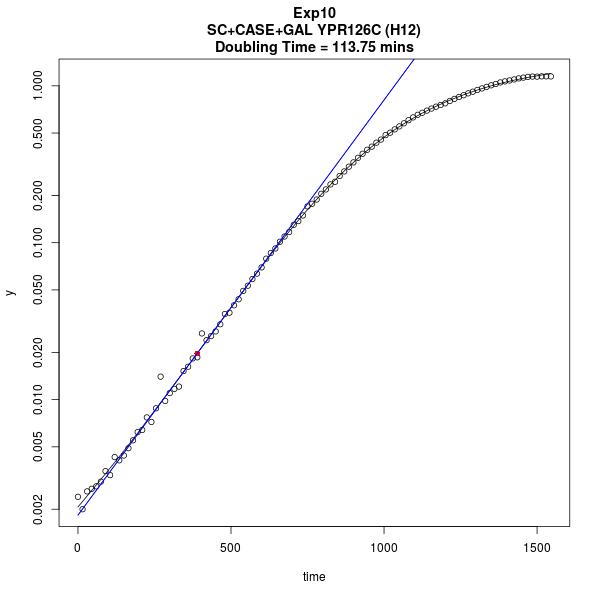 Exp10
SC+CASE+GAL YPR126C (H12)
Doubling Time = 113.75 mins
1.000
0.500
0.200
0.100
0.050
0.020
0.010
0.005
0.002
y
0 500 1000 1500
time